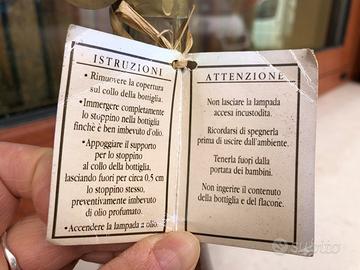 ISTRUZIONI
• Rimuovere la copertura
sul collo della bottiglia.
• Immergere completamente
lo stoppino nella bottiglia
finchè è ben imbevuto d'olio.
• Appoggiare il supporto
per lo stoppino
al collo della bottiglia,
lasciando fuori per circa 0,5 cm
lo stoppino stesso,
preventivamente imbevuto
di olio profumato.
• Accendere la lampada a olio.
ATTENZIONE
Non lasciare la lampada
accesa incustodita.
Ricordarsi di spegnerla
prima di uscire dall'ambiente.
Tenerla fuori dalla
portata dei bambini.
Non ingerire il contenuto
della bottiglia e del flacone.
subito